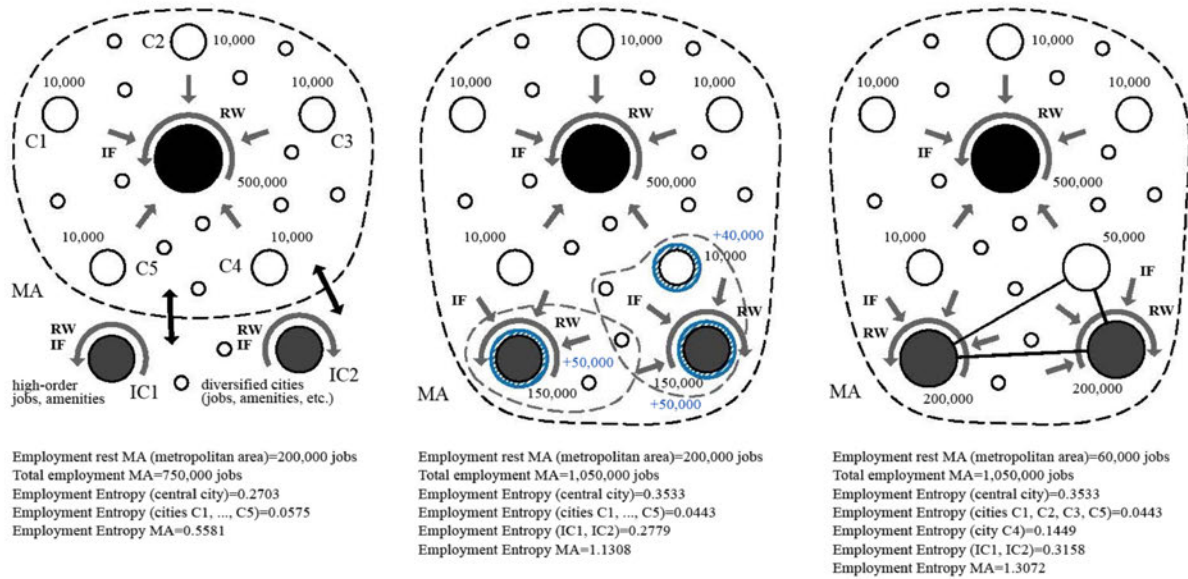 C2
10,000
10,000
10,000
C1
RW
IF
C3
500,000
10,000
10,000
C5
C4
MA
RW
IF
RW
IF
high-order
jobs, amenities
IC1
diversified cities
(jobs, amenities, etc.)
IC2
Employment rest MA (metropolitan area)=200,000 jobs
Total employment MA=750,000 jobs
Employment Entropy (central city)=0.2703
Employment Entropy (cities C1, ..., C5)=0.0575
Employment Entropy MA=0.5581
10,000
10,000
10,000
RW
IF
500,000
10,000
+40,000
10,000
IF
IF
RW
RW
+50,000
150,000
150,000
+50,000
MA
Employment rest MA (metropolitan area)=200,000 jobs
Total employment MA=1,050,000 jobs
Employment Entropy (central city)=0.3533
Employment Entropy (cities C1, ..., C5)=0.0443
Employment Entropy (IC1, IC2)=0.2779
Employment Entropy MA=1.1308
10,000
10,000
10,000
RW
IF
500,000
10,000
50,000
IF
IF
RW
RW
MA
200,000
200,000
Employment rest MA (metropolitan area)=60,000 jobs
Total employment MA=1,050,000 jobs
Employment Entropy (central city)=0.3533
Employment Entropy (cities C1, C2, C3, C5)=0.0443
Employment Entropy (city C4)=0.1449
Employment Entropy (IC1, IC2)=0.3158
Employment Entropy MA=1.3072